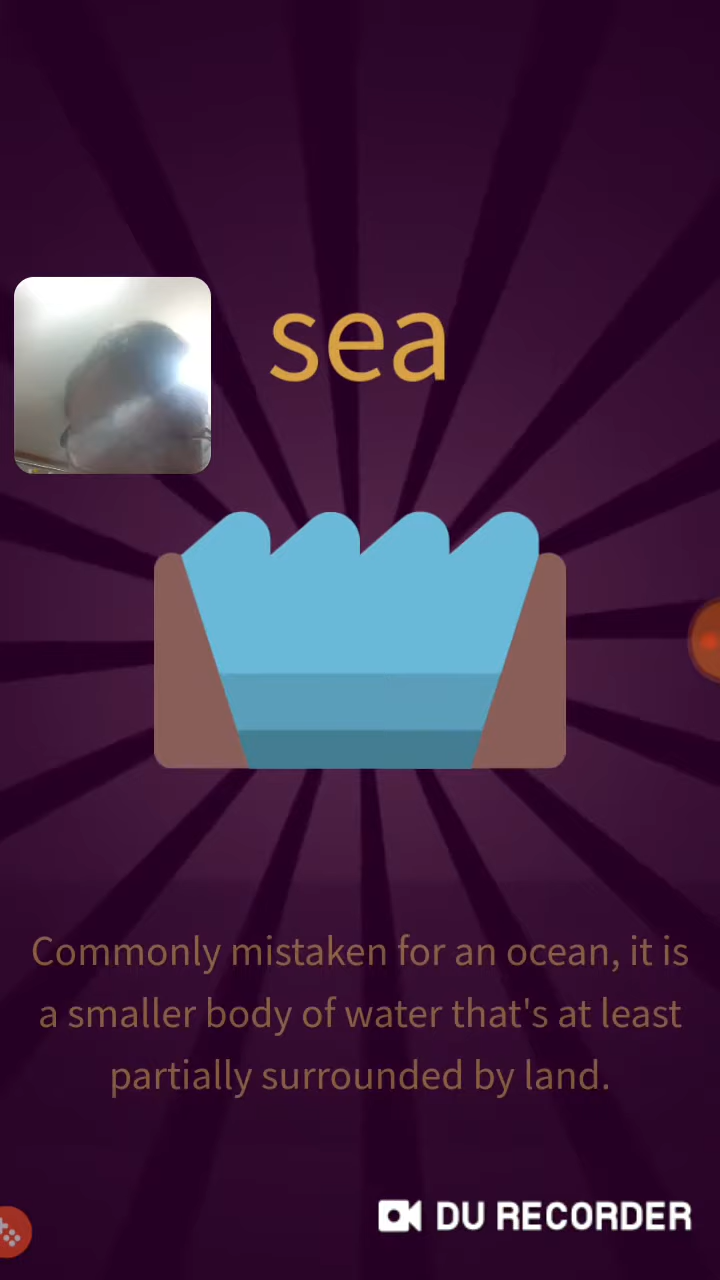 sea
Commonly mistaken for an ocean, it is
a smaller body of water that's at least
partially surrounded by land.
DU RECORDER